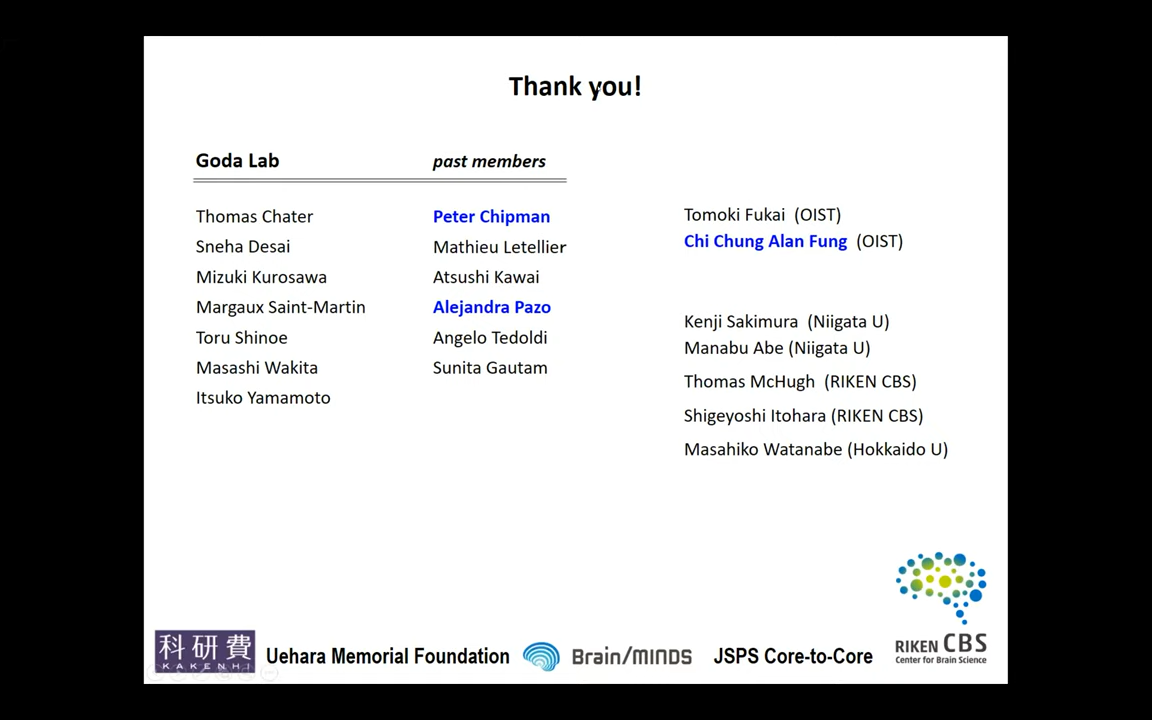 Thank you!
Goda Lab
past members
Thomas Chater
Sneha Desai
Mizuki Kurosawa
Margaux Saint-Martin
Toru Shinoe
Masashi Wakita
Itsuko Yamamoto
Peter Chipman
Mathieu Letellier
Atsushi Kawai
Alejandra Pazo
Angelo Tedoldi
Sunita Gautam
Tomoki Fukai (OIST)
Chi Chung Alan Fung (OIST)
Kenji Sakimura (Niigata U)
Manabu Abe (Niigata U)
Thomas McHugh (RIKEN CBS)
Shigeyoshi Itohara (RIKEN CBS)
Masahiko Watanabe (Hokkaido U)
科研費
KAKENHI
Uehara Memorial Foundation
Brain/MINDS
JSPS Core-to-Core
RIKEN CBS
Center for Brain Science